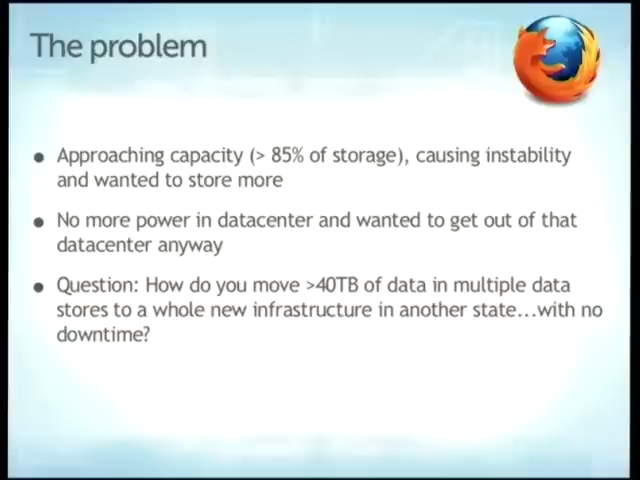 The problem
• Approaching capacity (> 85% of storage), causing instability
and wanted to store more
• No more power in datacenter and wanted to get out of that
datacenter anyway
• Question: How do you move >40TB of data in multiple data
stores to a whole new infrastructure in another state...with no
downtime?